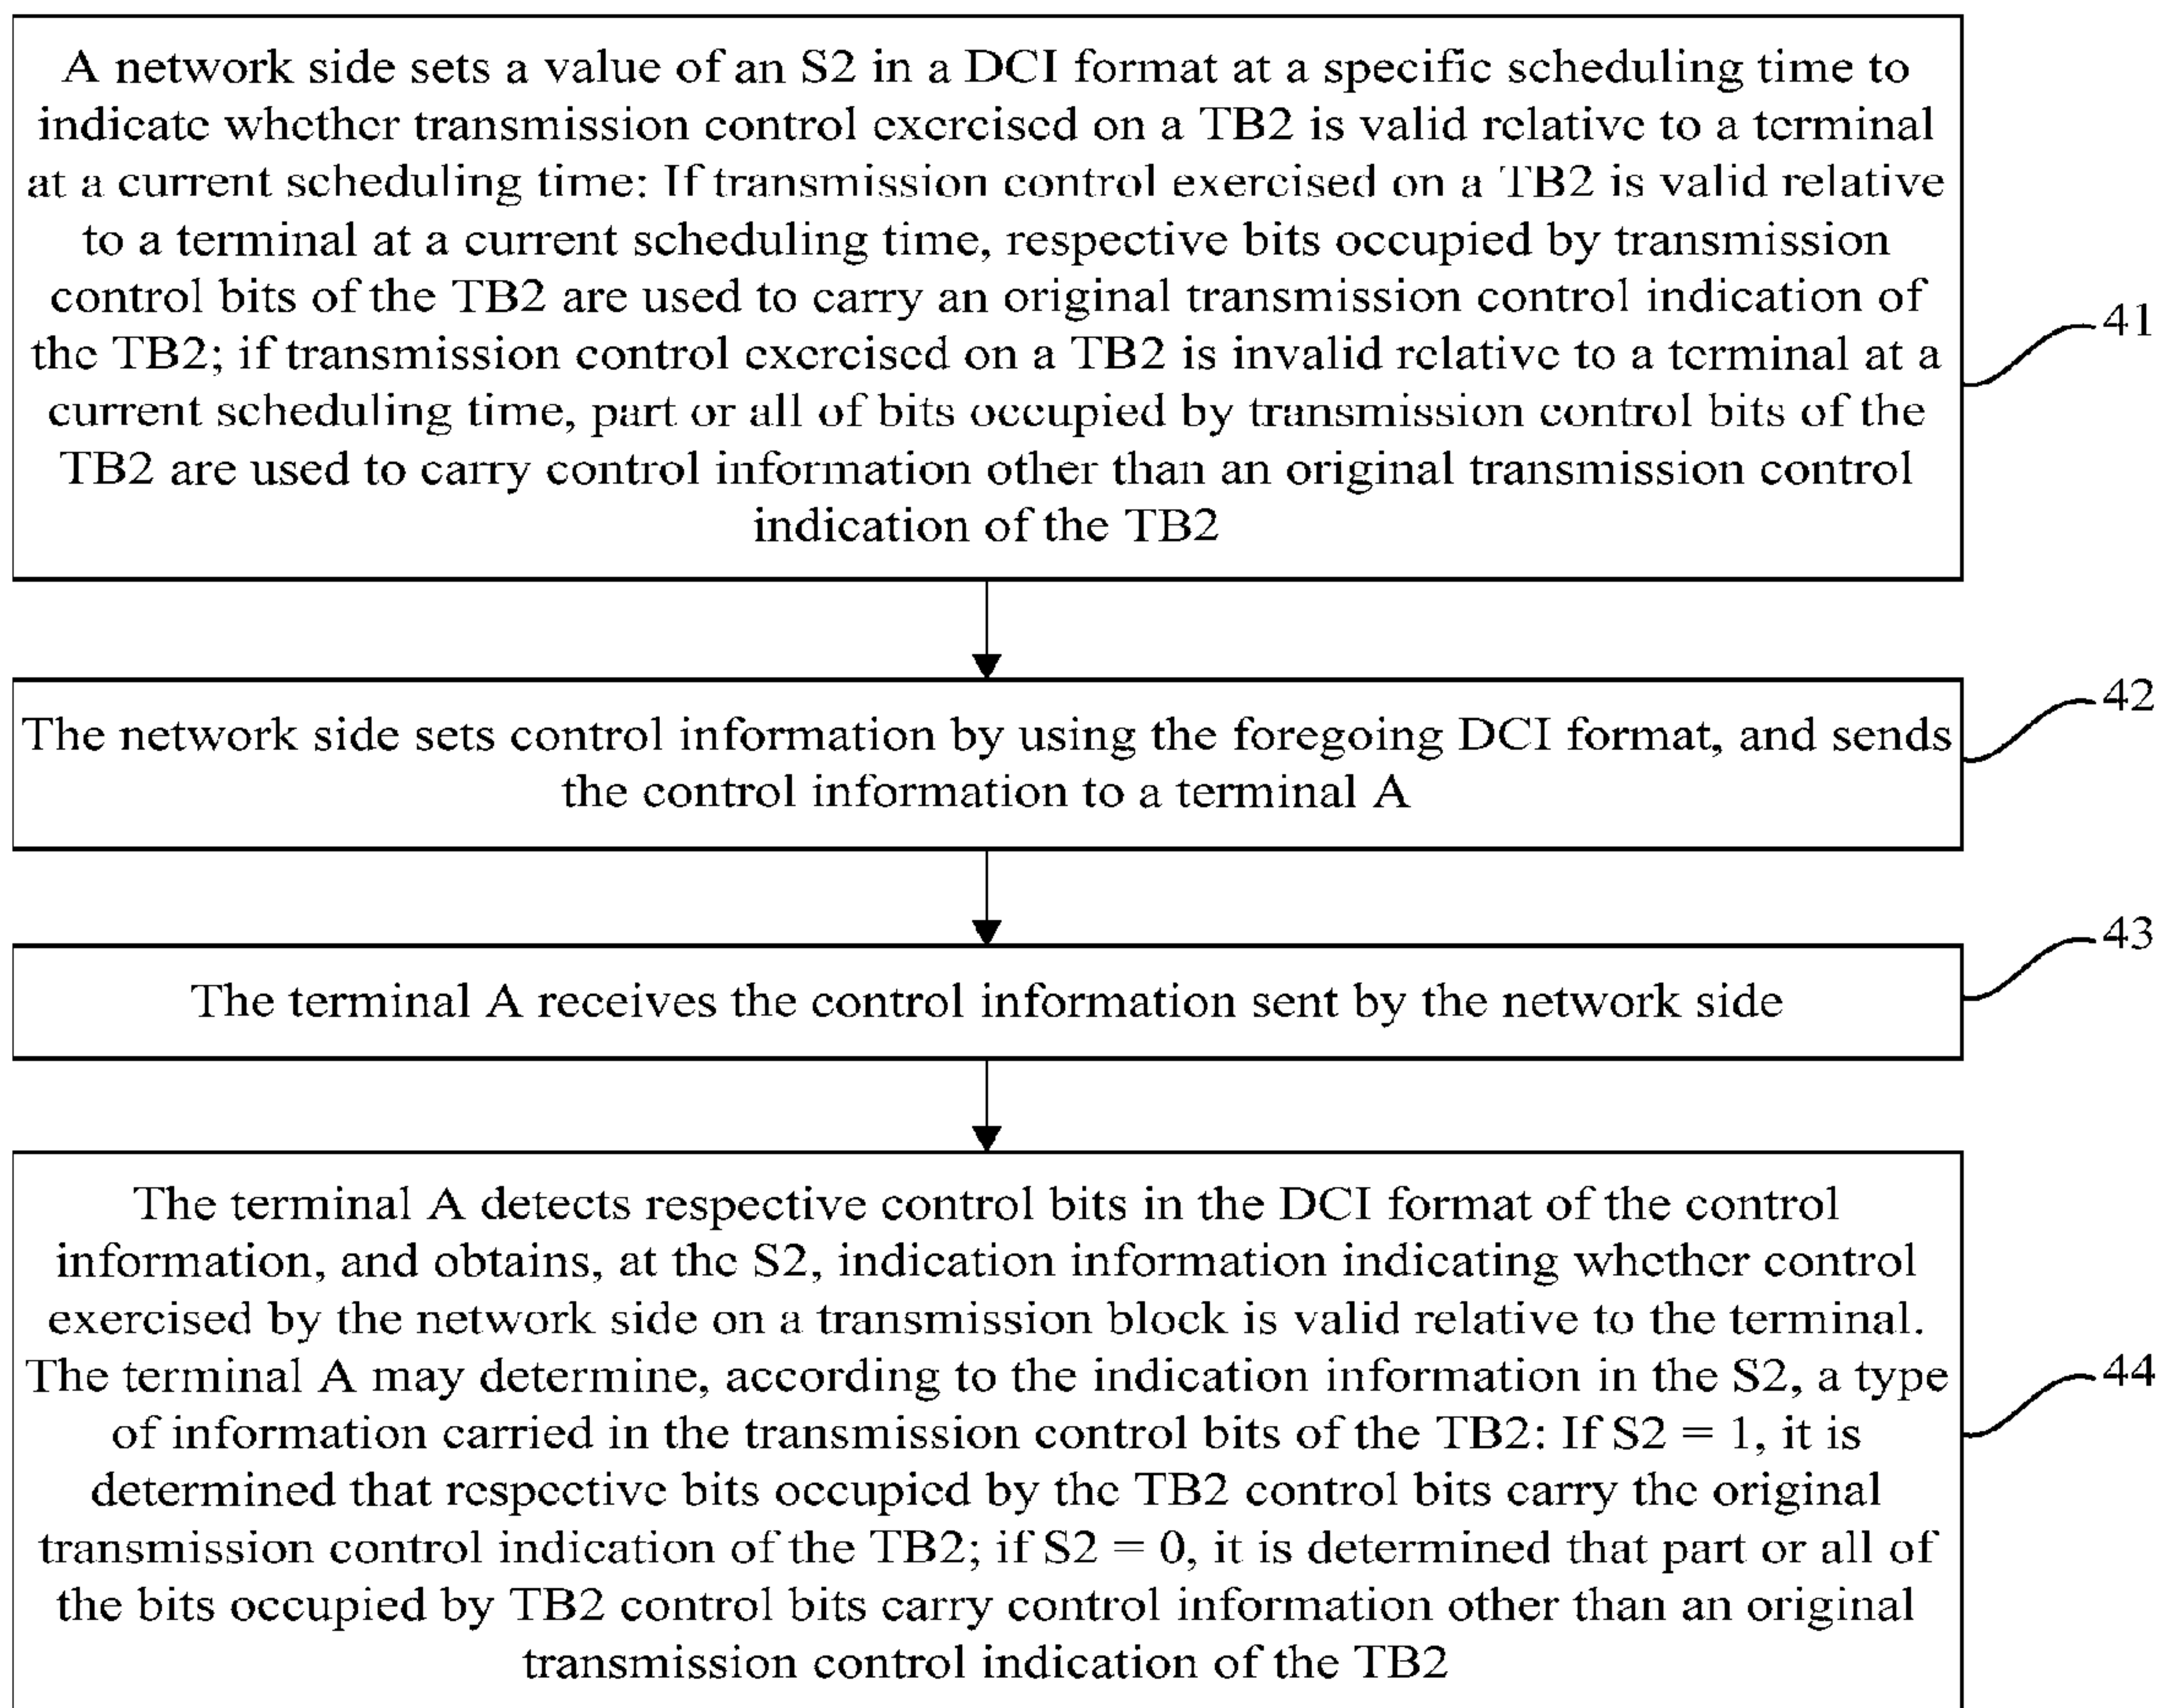 A network side sets a value of an S2 in a DCI format at a specific scheduling time to
indicate whether transmission control exercised on a TB2 is valid relative to a terminal
at a current scheduling time: If transmission control exercised on a TB2 is valid relative
to a terminal at a current scheduling time, respective bits occupied by transmission
control bits of the TB2 are used to carry an original transmission control indication of
the TB2; if transmission control exercised on a TB2 is invalid relative to a terminal at a
current scheduling time, part or all of bits occupied by transmission control bits of the
TB2 are used to carry control information other than an original transmission control
indication of the TB2
41
The network side sets control information by using the foregoing DCI format, and sends
the control information to a terminal A
42
The terminal A receives the control information sent by the network side
43
The terminal A detects respective control bits in the DCI format of the control
information, and obtains, at the S2, indication information indicating whether control
exercised by the network side on a transmission block is valid relative to the terminal.
The terminal A may determine, according to the indication information in the S2, a type
of information carried in the transmission control bits of the TB2: If S2 = 1, it is
determined that respective bits occupied by the TB2 control bits carry the original
transmission control indication of the TB2; if S2 = 0, it is determined that part or all of
the bits occupied by TB2 control bits carry control information other than an original
transmission control indication of the TB2
44